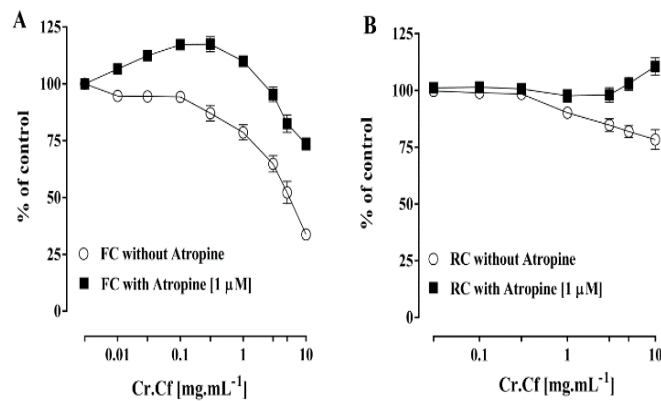 A
125
100
75
50
25
0
% of control
FC without Atropine
FC with Atropine [1 µM]
0.01 0.1 1 10
Cr.Cf [mg.mL-1]
B
125
100
75
50
25
0
% of control
RC without Atropine
RC with Atropine [1 µM]
0.1 1 10
Cr.Cf [mg.mL-1]